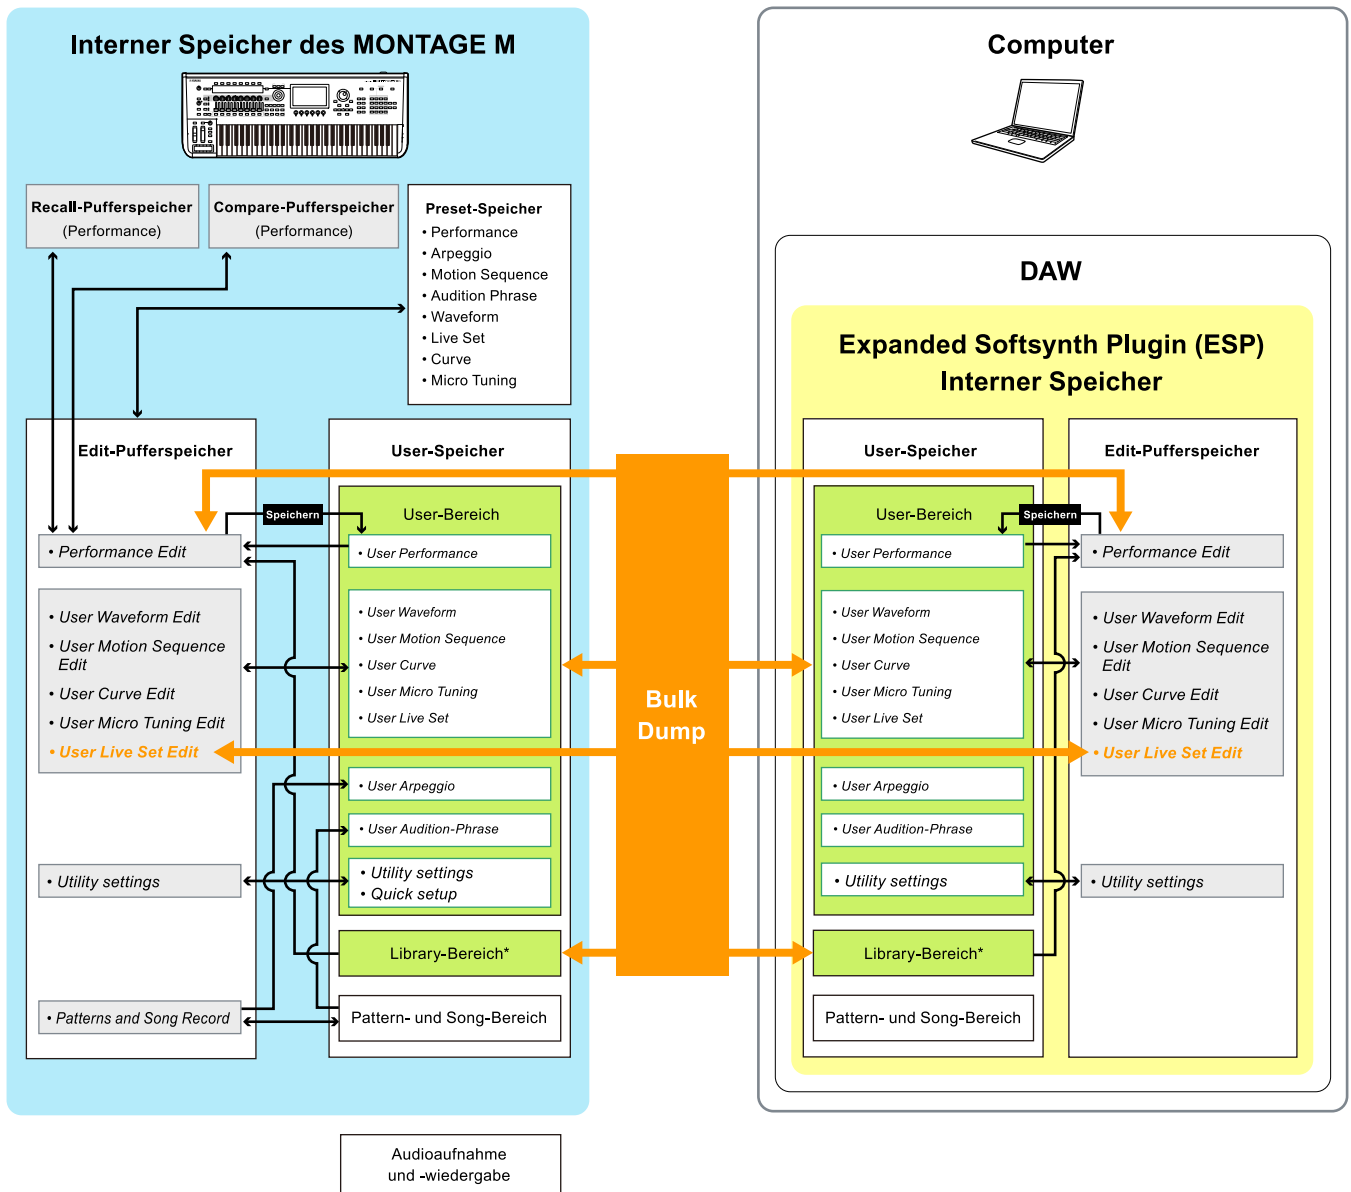 Interner Speicher des MONTAGE M
Recall-Pufferspeicher
(Performance)
Compare-Pufferspeicher
(Performance)
Preset-Speicher
• Performance
• Arpeggio
• Motion Sequence
• Audition Phrase
• Waveform
• Live Set
• Curve
• Micro Tuning
Edit-Pufferspeicher
• Performance Edit
• User Waveform Edit
• User Motion Sequence
Edit
• User Curve Edit
• User Micro Tuning Edit
• User Live Set Edit
• Utility settings
• Patterns and Song Record
Speichern
User-Speicher
User-Bereich
• User Performance
• User Waveform
• User Motion Sequence
• User Curve
• User Micro Tuning
• User Live Set
• User Arpeggio
• User Audition-Phrase
• Utility settings
• Quick setup
Library-Bereich*
Pattern- und Song-Bereich
Audioaufnahme
und -wiedergabe
Bulk
Dump
Computer
DAW
Expanded Softsynth Plugin (ESP)
Interner Speicher
User-Speicher
User-Bereich
• User Performance
• User Waveform
• User Motion Sequence
• User Curve
• User Micro Tuning
• User Live Set
• User Arpeggio
• User Audition-Phrase
• Utility settings
Library-Bereich*
Pattern- und Song-Bereich
Speichern
Edit-Pufferspeicher
• Performance Edit
• User Waveform Edit
• User Motion Sequence
Edit
• User Curve Edit
• User Micro Tuning Edit
• User Live Set Edit
• Utility settings